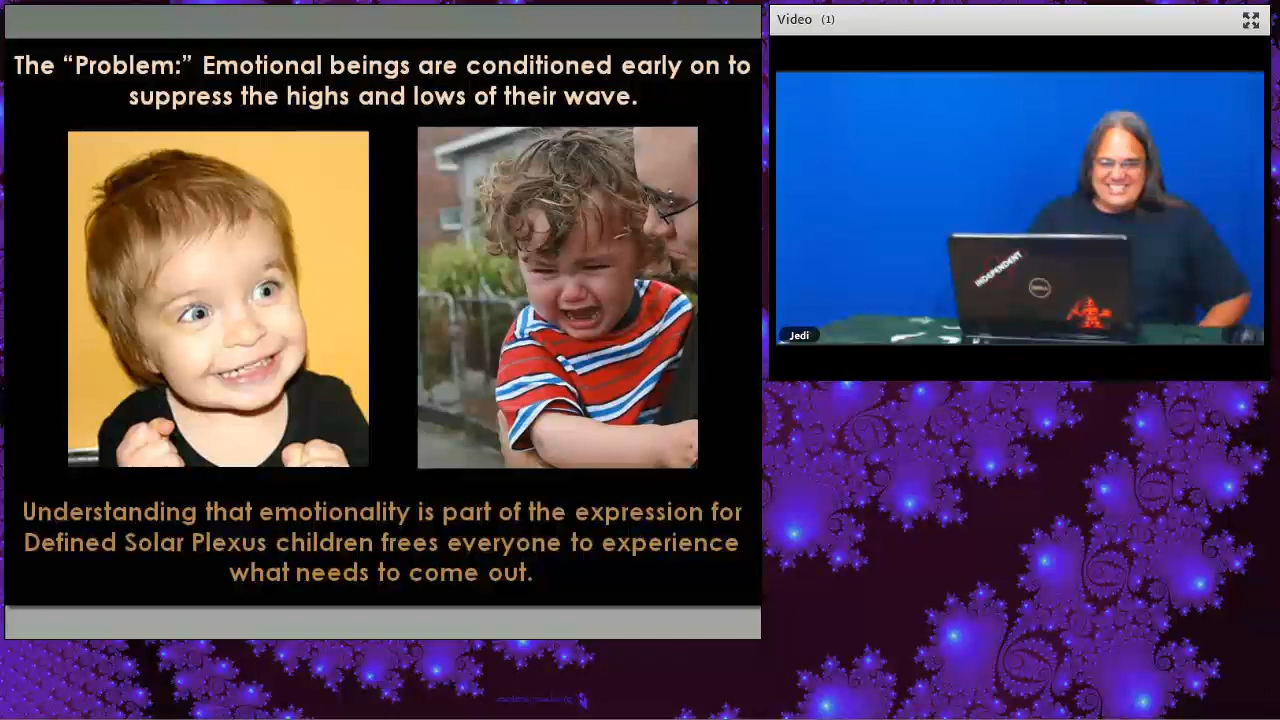 The “Problem:” Emotional beings are conditioned early on to
suppress the highs and lows of their wave.
Understanding that emotionality is part of the expression for
Defined Solar Plexus children frees everyone to experience
what needs to come out.
Video (1)
INDEPENDENT
DELL
Jedi